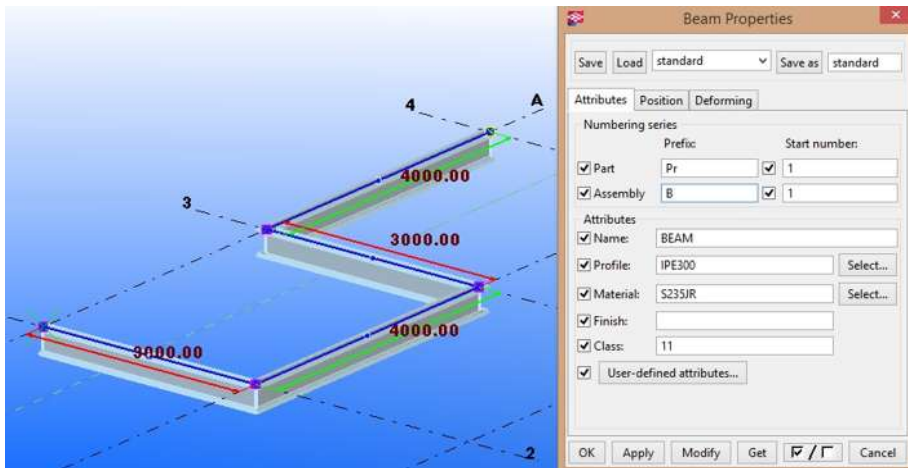 4
A
4000.00
3
3000.00
3000.00
4000.00
2
Beam Properties
Save Load standard Save as standard
Attributes Position Deforming
Numbering series
Prefix: Start number:
Part Pr 1
Assembly B 1
Attributes
Name: BEAM
Profile: IPE300 Select...
Material: S235JR Select...
Finish:
Class: 11
User-defined attributes...
OK Apply Modify Get / Cancel